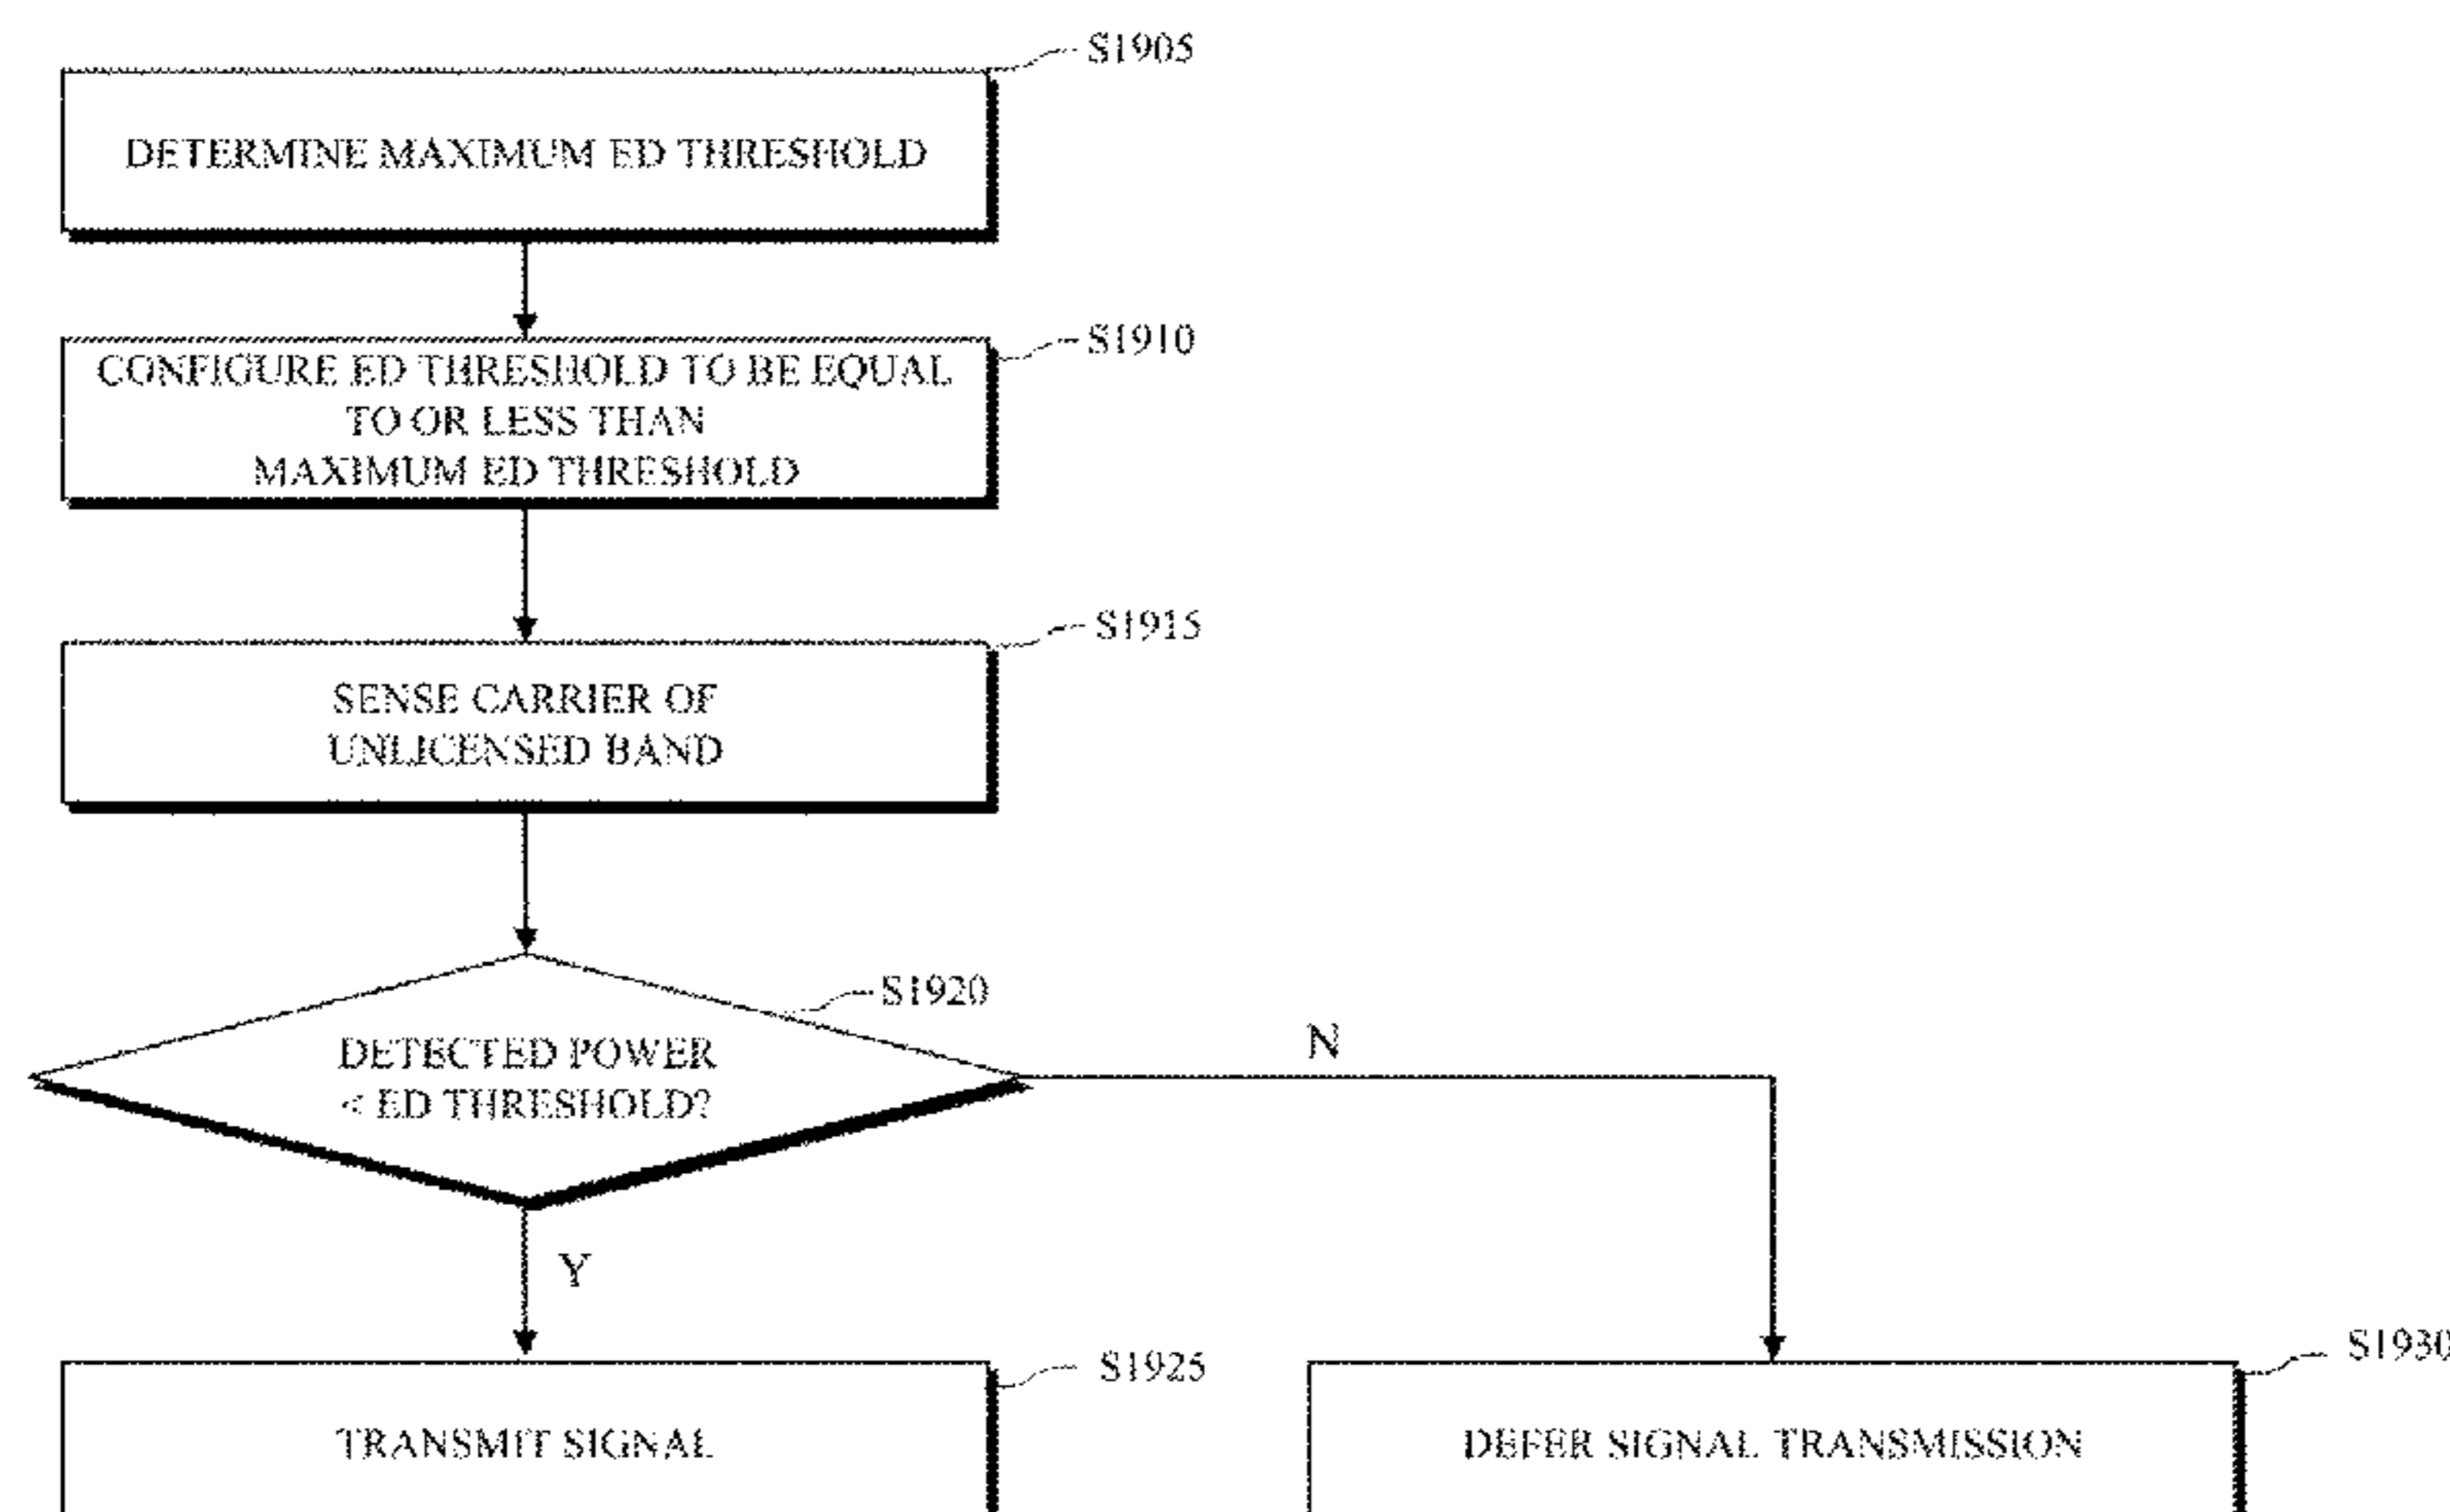 S1905
DETERMINE MAXIMUM ED THRESHOLD
S1910
CONFIGURE ED THRESHOLD TO BE EQUAL
TO OR LESS THAN
MAXIMUM ED THRESHOLD
S1915
SENSE CARRIER OF
UNLICENSED BAND
S1920
DETECTED POWER
< ED THRESHOLD?
N
Y
S1925
TRANSMIT SIGNAL
S1930
DEFER SIGNAL TRANSMISSION